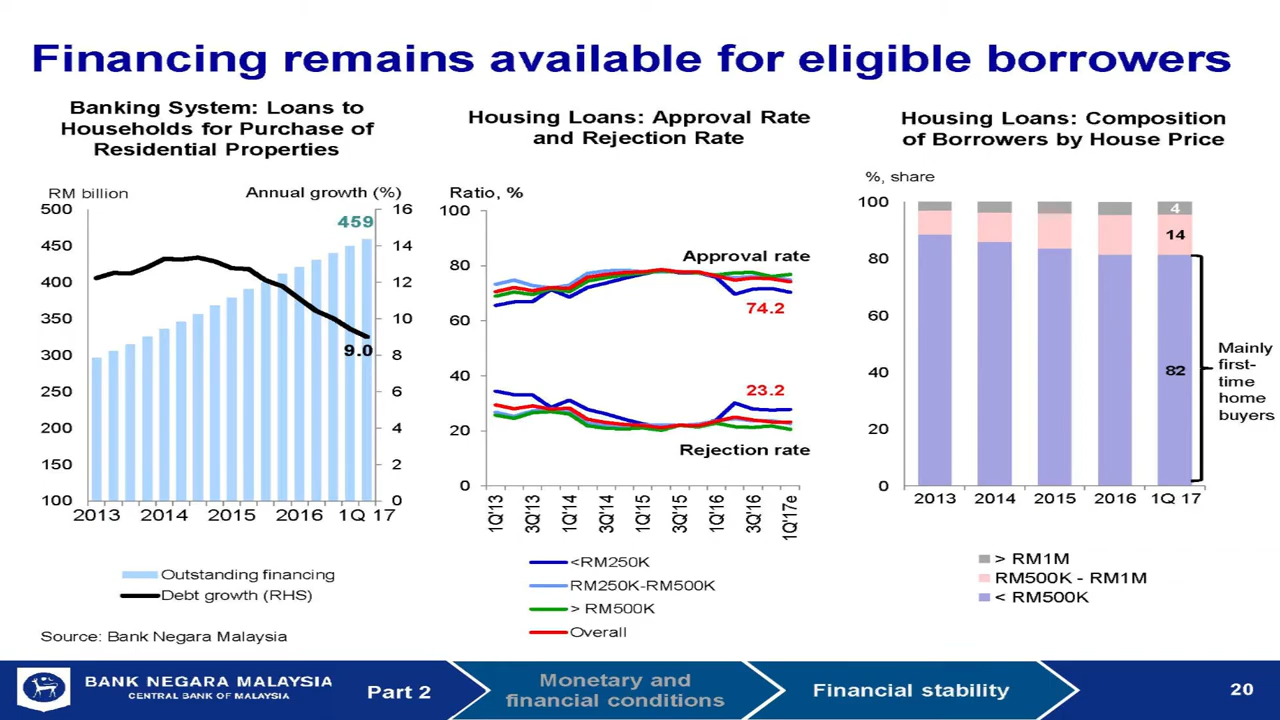 Financing remains available for eligible borrowers
Banking System: Loans to
Households for Purchase of
Residential Properties
RM billion
Annual growth (%)
500
450
400
350
300
250
200
150
100
16
14
12
10
8
6
4
2
0
459
9.0
2013
2014
2015
2016
1Q 17
Outstanding financing
Debt growth (RHS)
Source: Bank Negara Malaysia
Housing Loans: Approval Rate
and Rejection Rate
Ratio, %
100
80
60
40
20
0
Approval rate
74.2
23.2
Rejection rate
1Q'13
3Q'13
1Q'14
3Q'14
1Q'15
3Q'15
1Q'16
3Q'16
1Q'17e
<RM250K
RM250K-RM500K
> RM500K
Overall
Housing Loans: Composition
of Borrowers by House Price
%, share
100
80
60
40
20
0
4
14
82
Mainly
first-
time
home
buyers
2013
2014
2015
2016
1Q 17
> RM1M
RM500K - RM1M
< RM500K
BANK NEGARA MALAYSIA
CENTRAL BANK OF MALAYSIA
Part 2
Monetary and
financial conditions
Financial stability
20